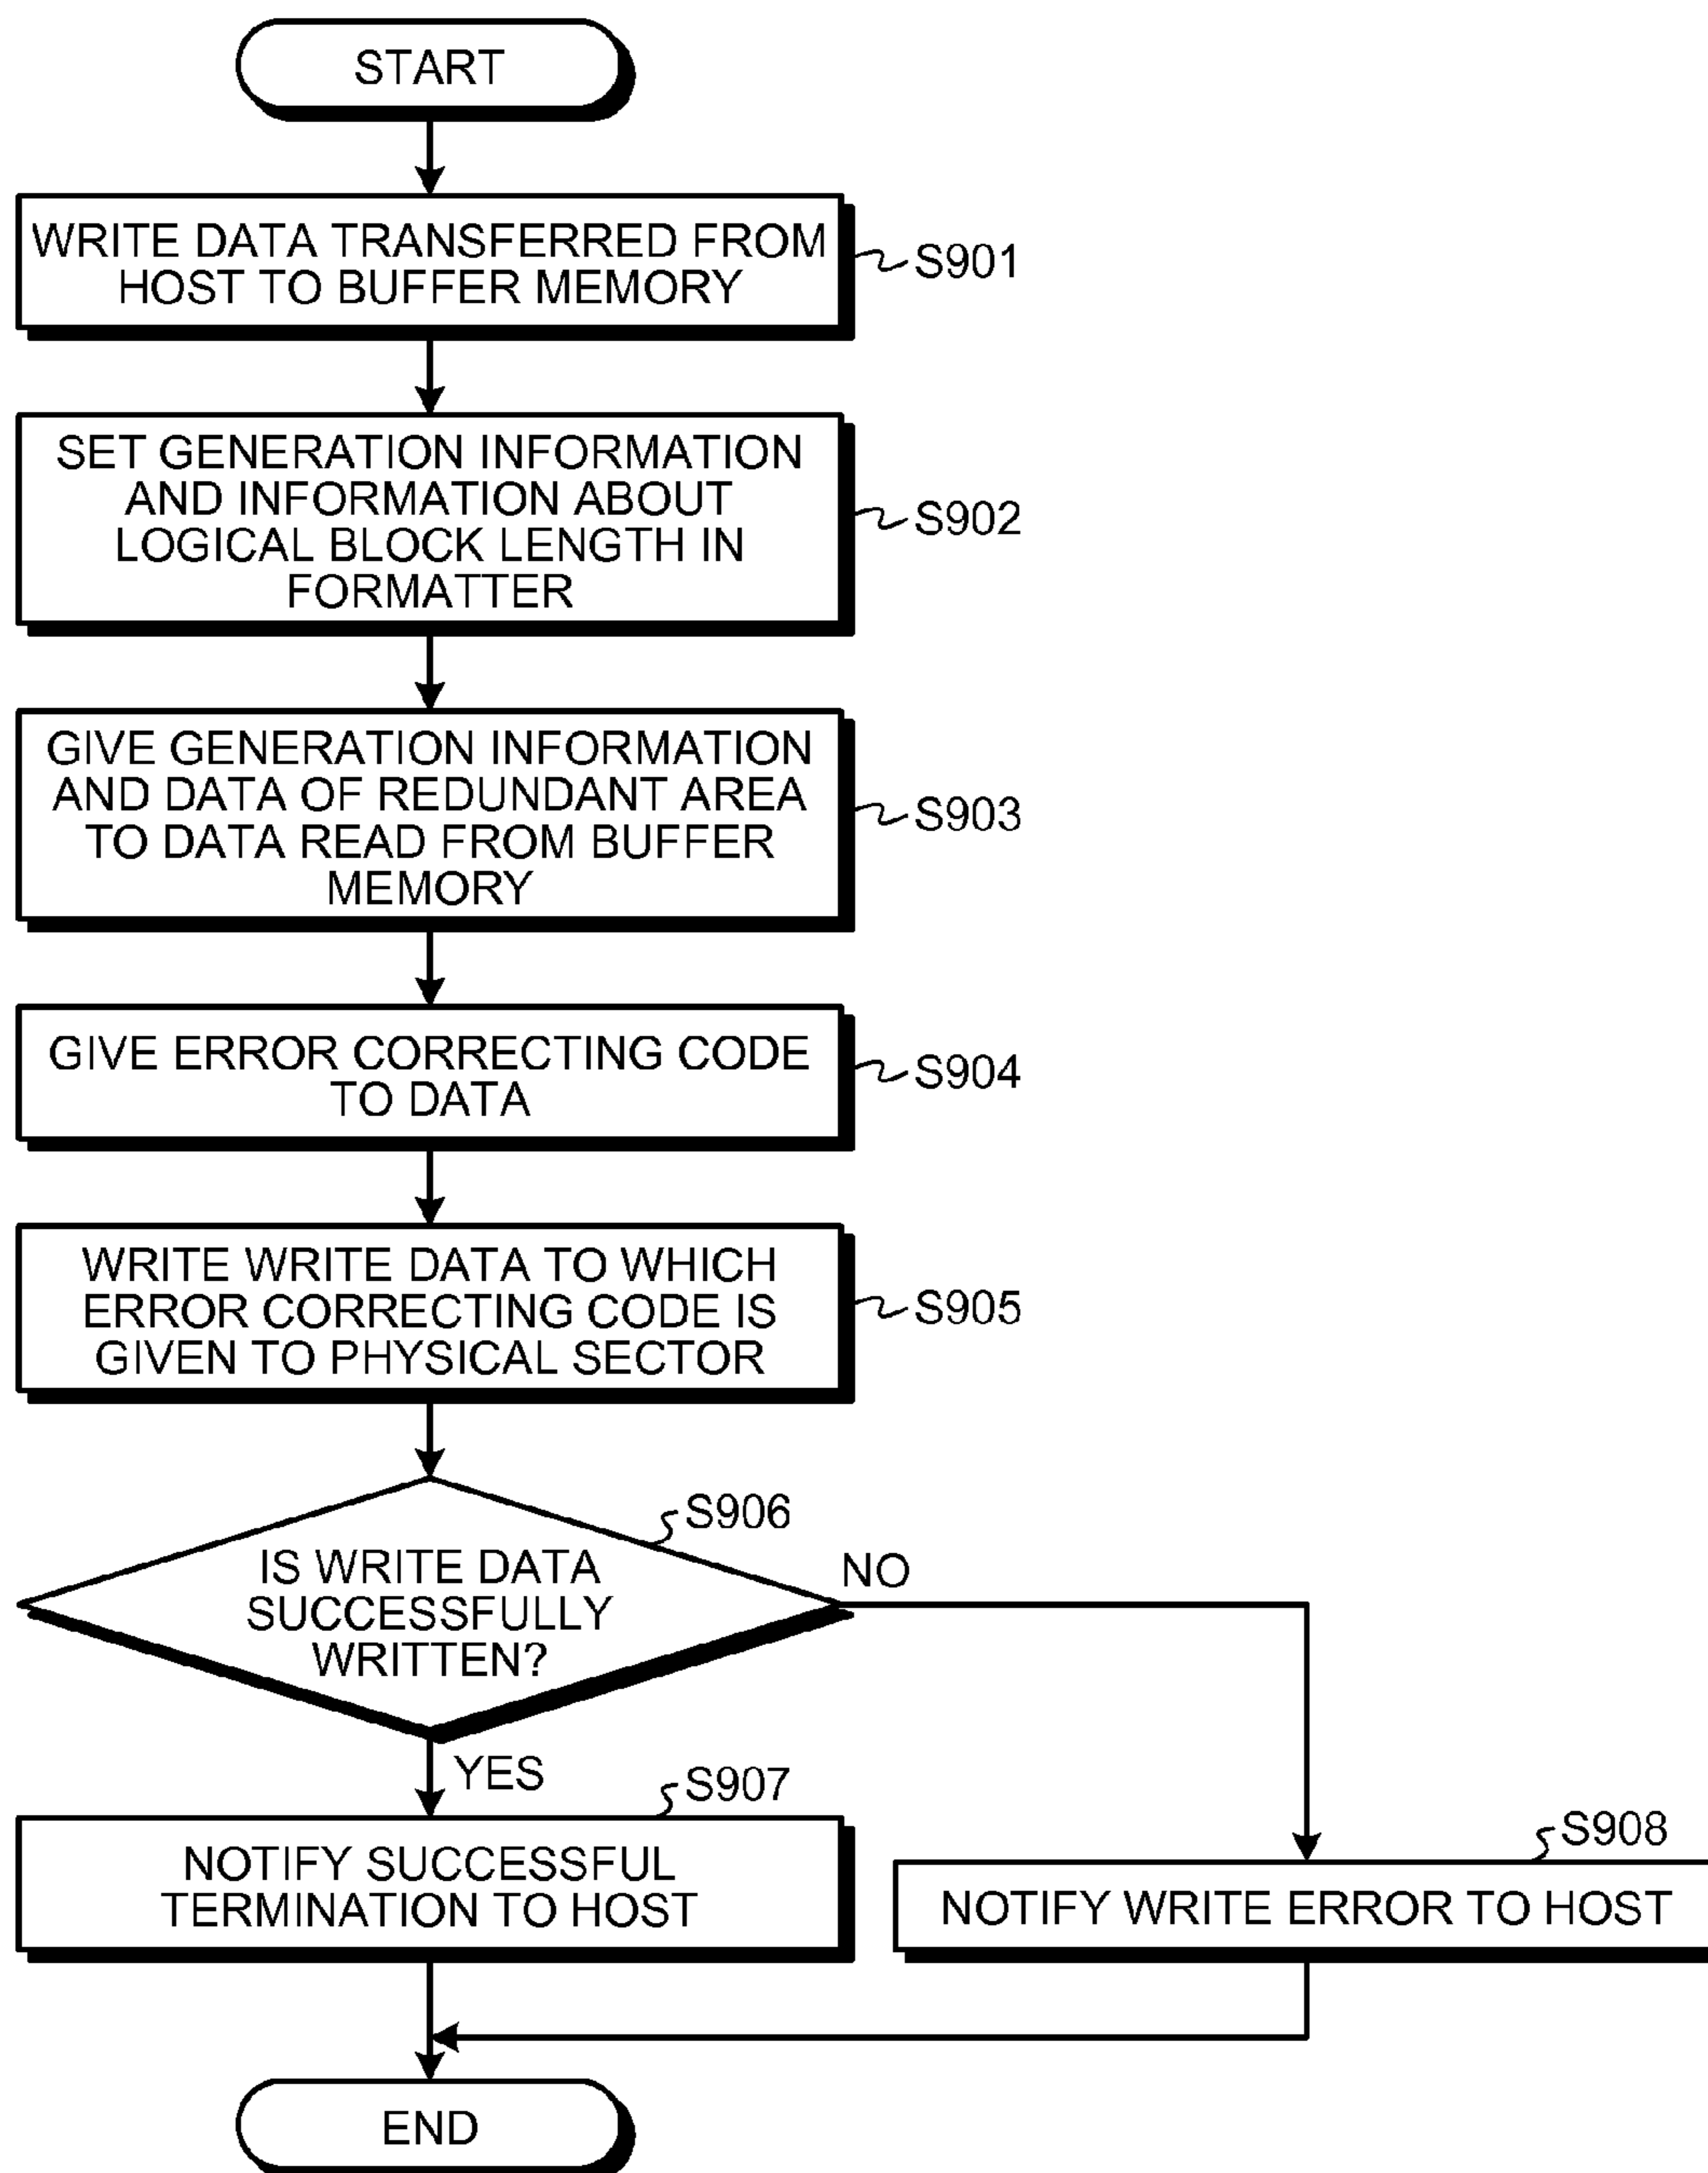 START
WRITE DATA TRANSFERRED FROM
HOST TO BUFFER MEMORY
S901
SET GENERATION INFORMATION
AND INFORMATION ABOUT
LOGICAL BLOCK LENGTH IN
FORMATTER
S902
GIVE GENERATION INFORMATION
AND DATA OF REDUNDANT AREA
TO DATA READ FROM BUFFER
MEMORY
S903
GIVE ERROR CORRECTING CODE
TO DATA
S904
WRITE WRITE DATA TO WHICH
ERROR CORRECTING CODE IS
GIVEN TO PHYSICAL SECTOR
S905
S906
IS WRITE DATA
SUCCESSFULLY
WRITTEN?
NO
YES
S907
NOTIFY SUCCESSFUL
TERMINATION TO HOST
S908
NOTIFY WRITE ERROR TO HOST
END